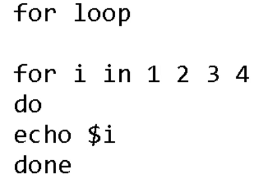 for loop
for i in 1 2 3 4
do
echo $i
done